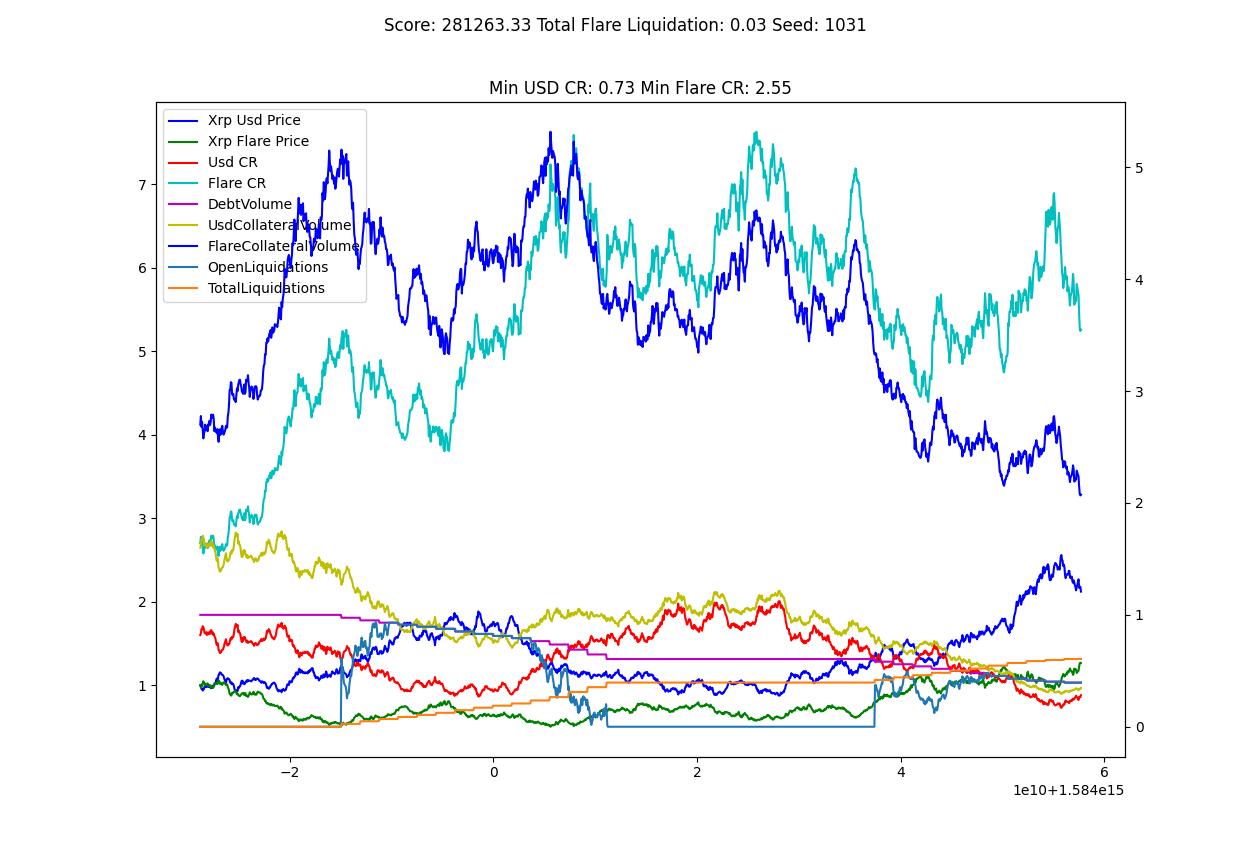 Score: 281263.33 Total Flare Liquidation: 0.03 Seed: 1031
Min USD CR: 0.73 Min Flare CR: 2.55
Xrp Usd Price
Xrp Flare Price
Usd CR
Flare CR
DebtVolume
UsdCollateralVolume
FlareCollateralVolume
OpenLiquidations
TotalLiquidations
7
6
5
4
3
2
1
5
4
3
2
1
0
−2
0
2
4
6
1e10+1.584e15